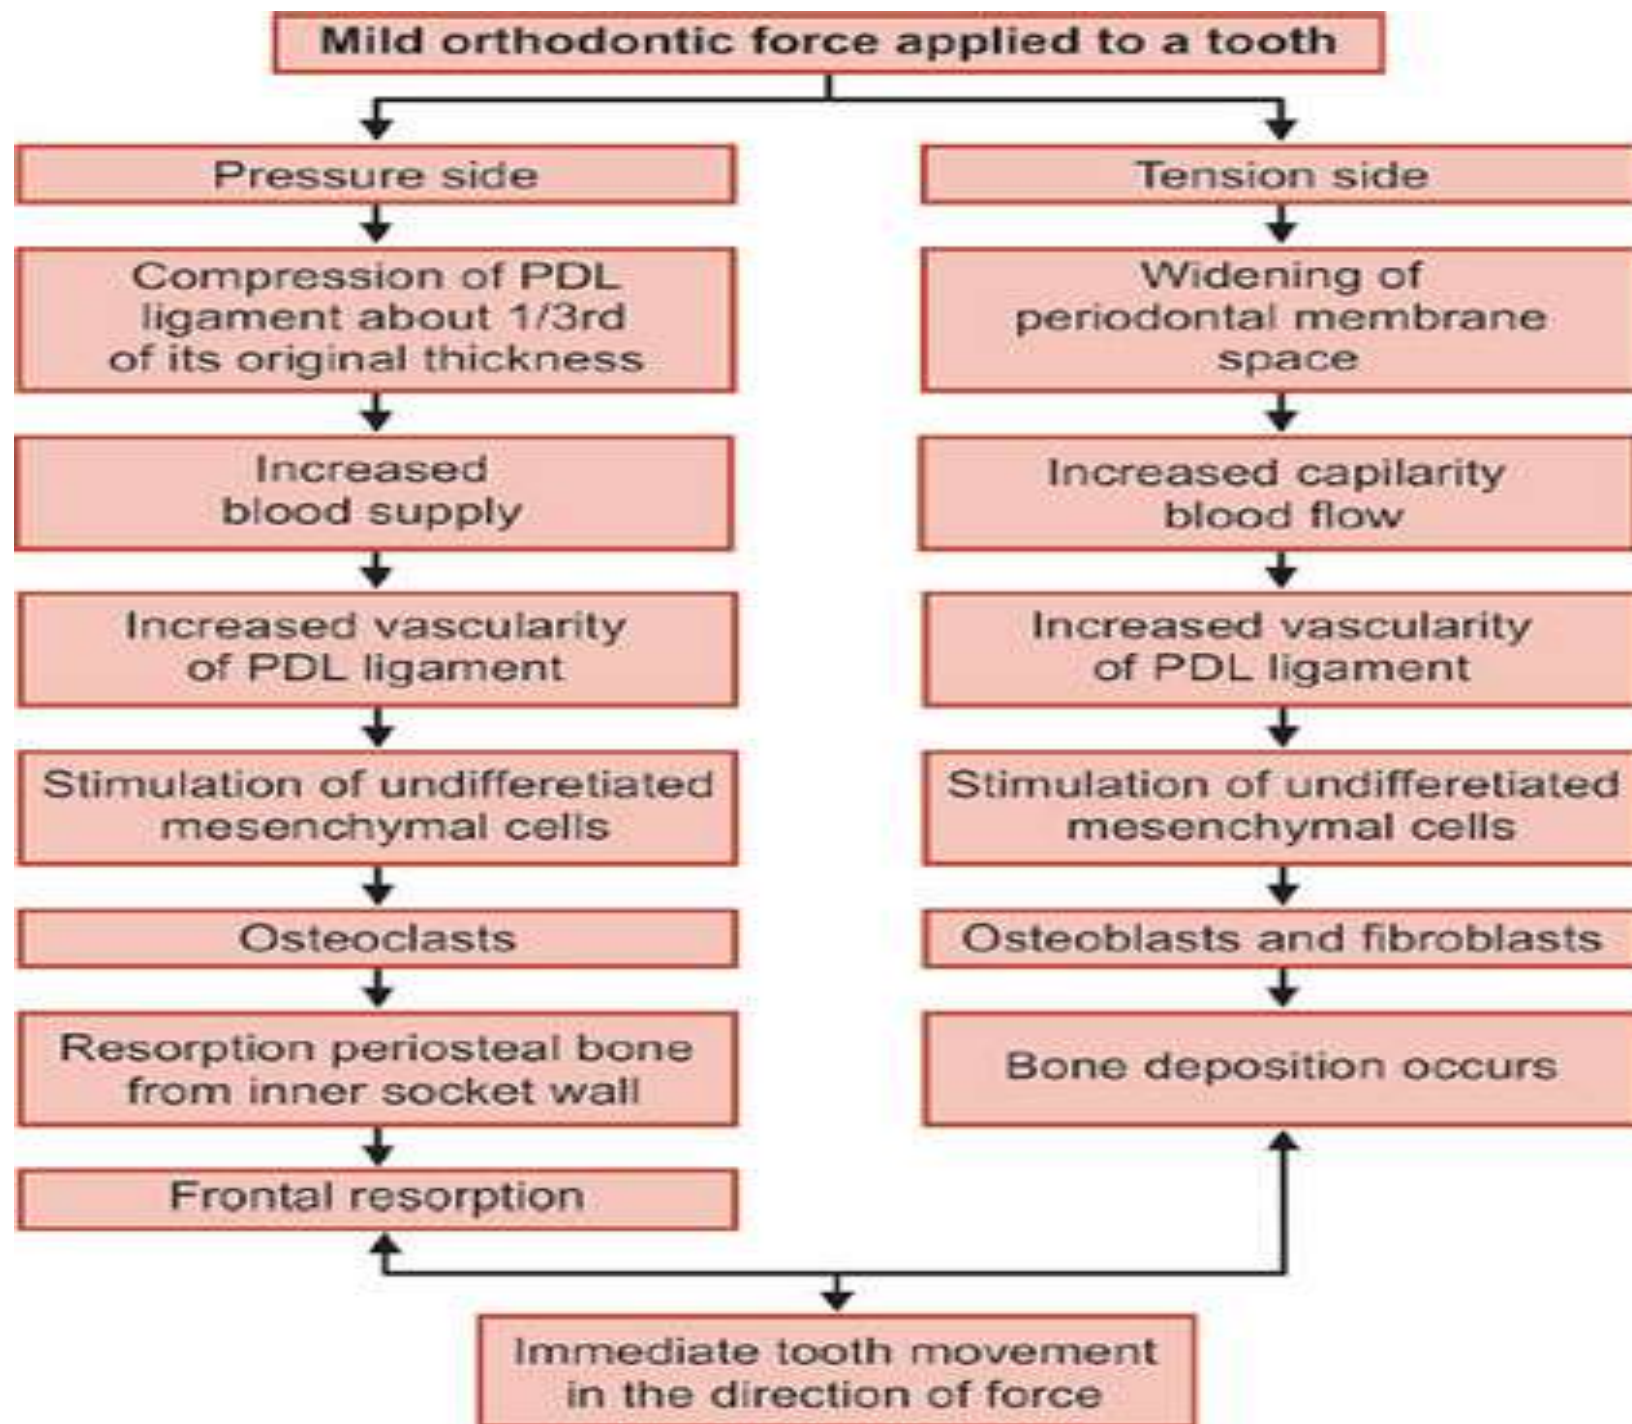 Mild orthodontic force applied to a tooth
Pressure side
Compression of PDL
ligament about 1/3rd
of its original thickness
Increased
blood supply
Increased vascularity
of PDL ligament
Stimulation of undifferetiated
mesenchymal cells
Osteoclasts
Resorption periosteal bone
from inner socket wall
Frontal resorption
Tension side
Widening of
periodontal membrane
space
Increased capilarity
blood flow
Increased vascularity
of PDL ligament
Stimulation of undifferetiated
mesenchymal cells
Osteoblasts and fibroblasts
Bone deposition occurs
Immediate tooth movement
in the direction of force